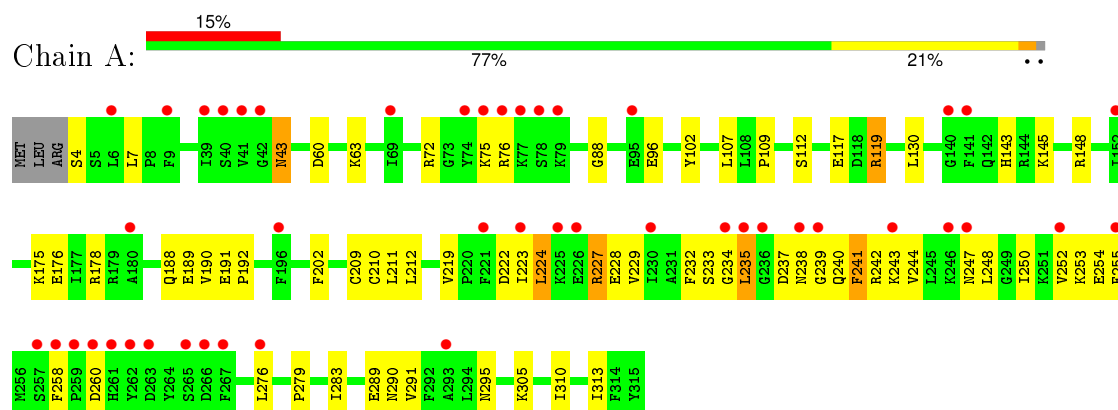 15%
Chain A:
77%
21%
••
MET LEU ARG S4 S5 L6 L7 P8 F9 I39 S40 V41 G42 N43 D60 K63 I69 R72 G73 Y74 K75 R76 Y77 S78 K79 G88 E95 E96 Y102 L107 L108 P109 S112 E117 D118 R119 L130 G140 F141 Q142 H143 R144 K145 R148 I152
K175 E176 I177 R178 R179 A180 Q188 E189 V190 E191 P192 F196 F202 C209 C210 L211 L212 V219 P220 F221 D222 I223 L224 K225 E226 R227 E228 V229 I230 A231 F232 S233 G234 L235 G236 D237 N238 G239 Q240 F241 R242 K243 V244 L245 K246 N247 L248 G249 I250 K251 V252 K253 E254 E255
M256 S257 F258 P259 D260 H261 Y262 D263 Y264 S265 D266 F267 L276 P279 I283 E289 N290 V291 F292 A293 L294 N295 K305 I310 I313 F314 Y315